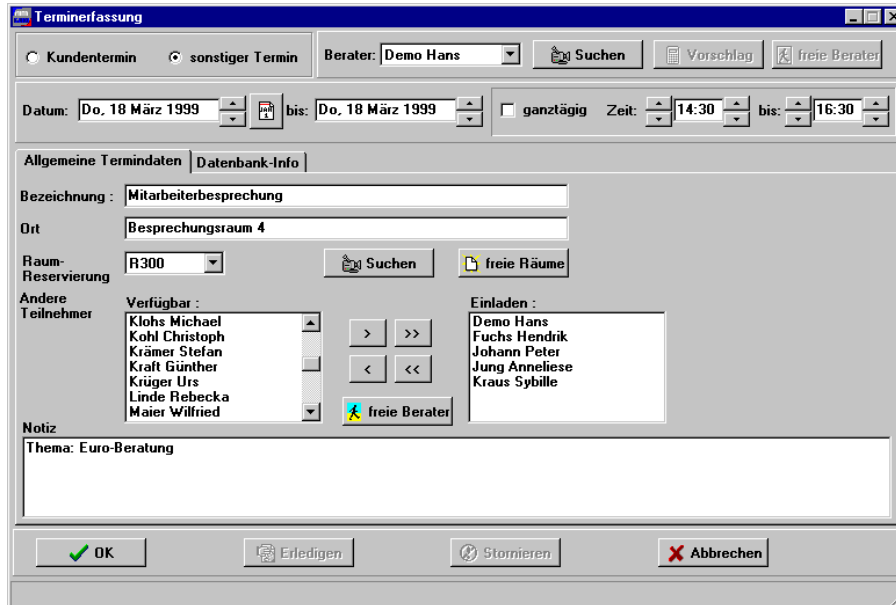 Terminerfassung
Kundentermin sonstiger Termin Berater: Demo Hans Suchen Vorschlag freie Berater
Datum: Do, 18 März 1999 bis: Do, 18 März 1999 ganztägig Zeit: 14:30 bis: 16:30
Allgemeine Termindaten Datenbank-Info
Bezeichnung : Mitarbeiterbesprechung
Ort Besprechungsraum 4
Raum-
Reservierung R300 Suchen freie Räume
Andere
Teilnehmer
Verfügbar :
Klohs Michael
Kohl Christoph
Krämer Stefan
Kraft Günther
Krüger Urs
Linde Rebecka
Maier Wilfried
> >>
< <<
freie Berater
Einladen :
Demo Hans
Fuchs Hendrik
Johann Peter
Jung Anneliese
Kraus Sybille
Notiz
Thema: Euro-Beratung
OK Erledigen Stornieren Abbrechen